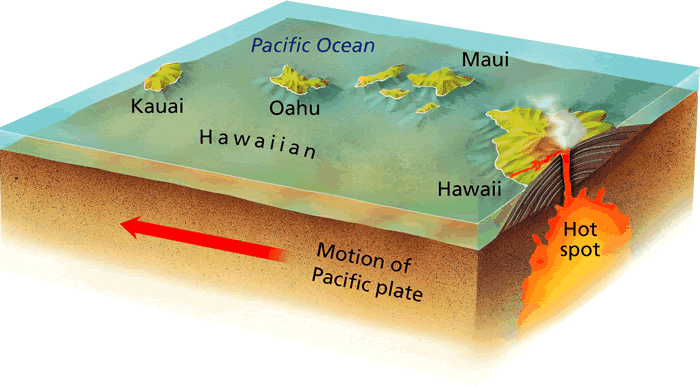 Pacific Ocean
Maui
Kauai
Oahu
Hawaiian
Hawaii
Hot
spot
Motion of
Pacific plate